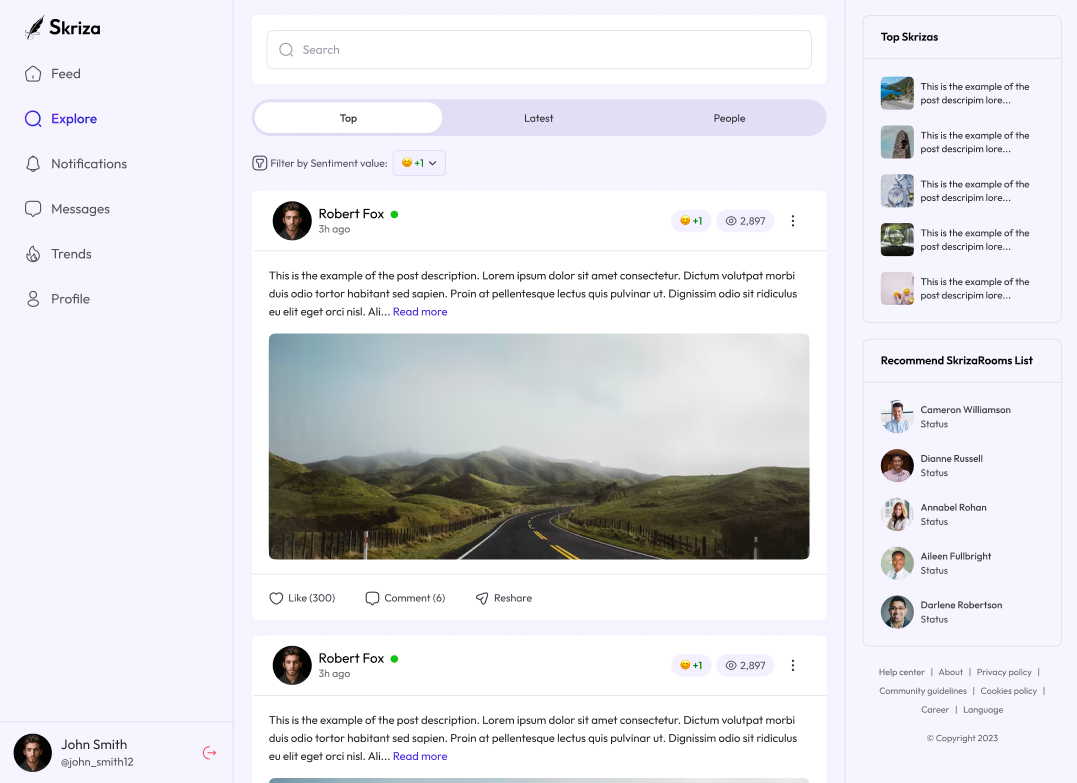 Skriza
Feed
Explore
Notifications
Messages
Trends
Profile
John Smith
@john_smith12
Search
Top
Latest
People
Filter by Sentiment value:
😊 +1
Robert Fox
3h ago
😊 +1
2,897
This is the example of the post description. Lorem ipsum dolor sit amet consectetur. Dictum volutpat morbi
duis odio tortor habitant sed sapien. Proin at pellentesque lectus quis pulvinar ut. Dignissim odio sit ridiculus
eu elit eget orci nisl. Ali... Read more
Like (300)
Comment (6)
Reshare
Robert Fox
3h ago
😊 +1
2,897
This is the example of the post description. Lorem ipsum dolor sit amet consectetur. Dictum volutpat morbi
duis odio tortor habitant sed sapien. Proin at pellentesque lectus quis pulvinar ut. Dignissim odio sit ridiculus
eu elit eget orci nisl. Ali... Read more
Top Skrizas
This is the example of the
post descripim lore...
This is the example of the
post descripim lore...
This is the example of the
post descripim lore...
This is the example of the
post descripim lore...
This is the example of the
post descripim lore...
Recommend SkrizaRooms List
Cameron Williamson
Status
Dianne Russell
Status
Annabel Rohan
Status
Aileen Fullbright
Status
Darlene Robertson
Status
Help center | About | Privacy policy |
Community guidelines | Cookies policy |
Career | Language
© Copyright 2023